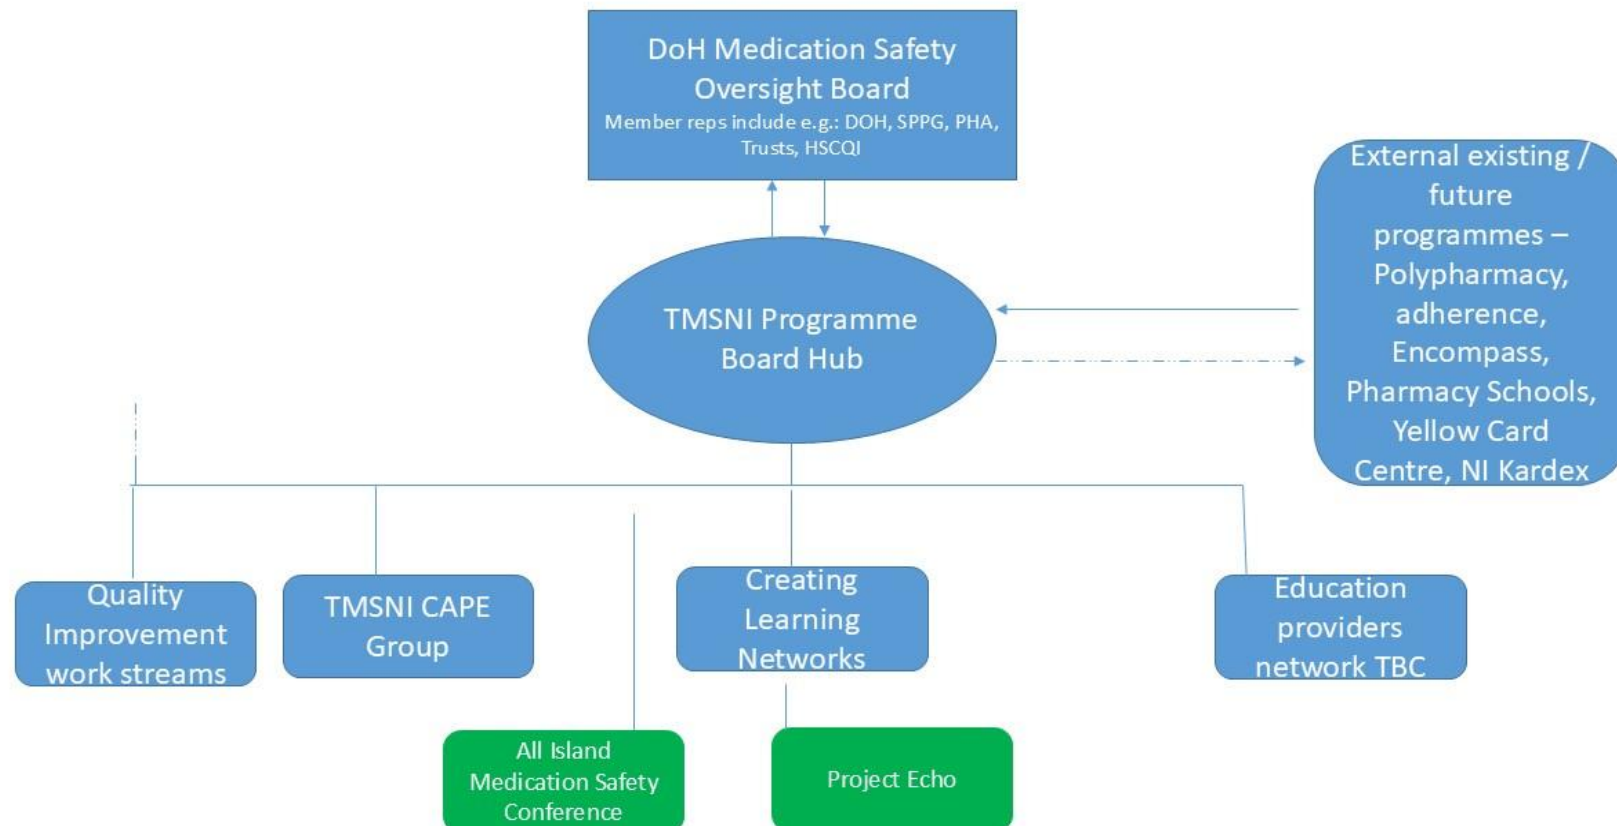 DoH Medication Safety
Oversight Board
Member reps include e.g.: DOH, SPPG, PHA,
Trusts, HSCQI
External existing /
future
programmes –
Polypharmacy,
adherence,
Encompass,
Pharmacy Schools,
Yellow Card
Centre, NI Kardex
TMSNI Programme
Board Hub
Quality
Improvement
work streams
TMSNI CAPE
Group
Creating
Learning
Networks
Education
providers
network TBC
All Island
Medication Safety
Conference
Project Echo